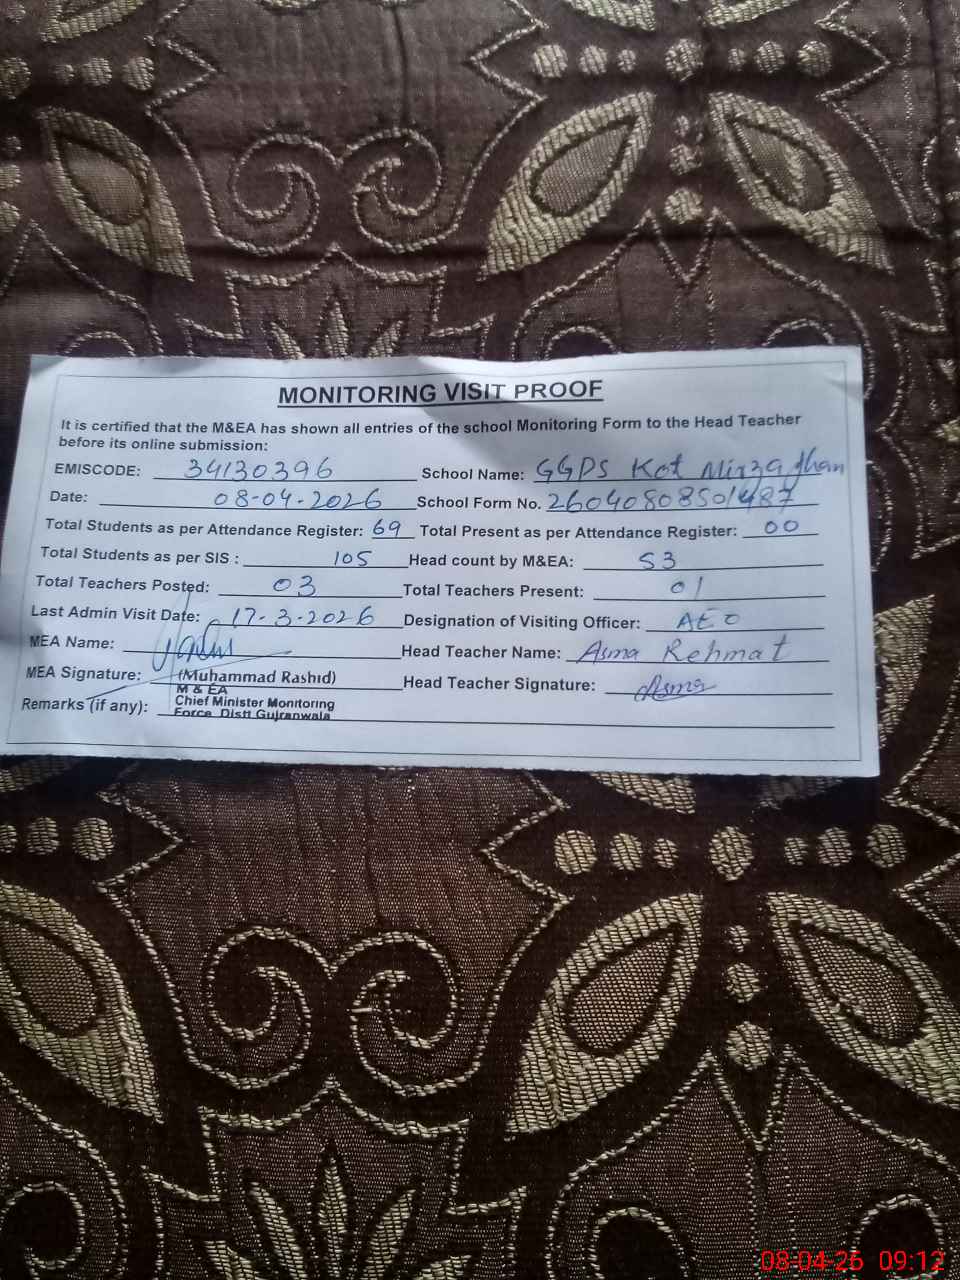 MONITORING VISIT PROOF
It is certified that the M&EA has shown all entries of the school Monitoring Form to the Head Teacher
before its online submission:
EMISCODE: 34130396 School Name: GGPS Kot Mirza Jhan
Date: 08-04-2026 School Form No. 26040808501487
Total Students as per Attendance Register: 69 Total Present as per Attendance Register: 00
Total Students as per SIS : 105 Head count by M&EA: 53
Total Teachers Posted: 03 Total Teachers Present: 01
Last Admin Visit Date: 17-3-2026 Designation of Visiting Officer: AEO
MEA Name: Head Teacher Name: Asma Rehmat
MEA Signature: (Muhammad Rashid) Head Teacher Signature: Asma
M & EA
Chief Minister Monitoring
Remarks (if any): Force Distt Gujranwala
08-04-26 09:12